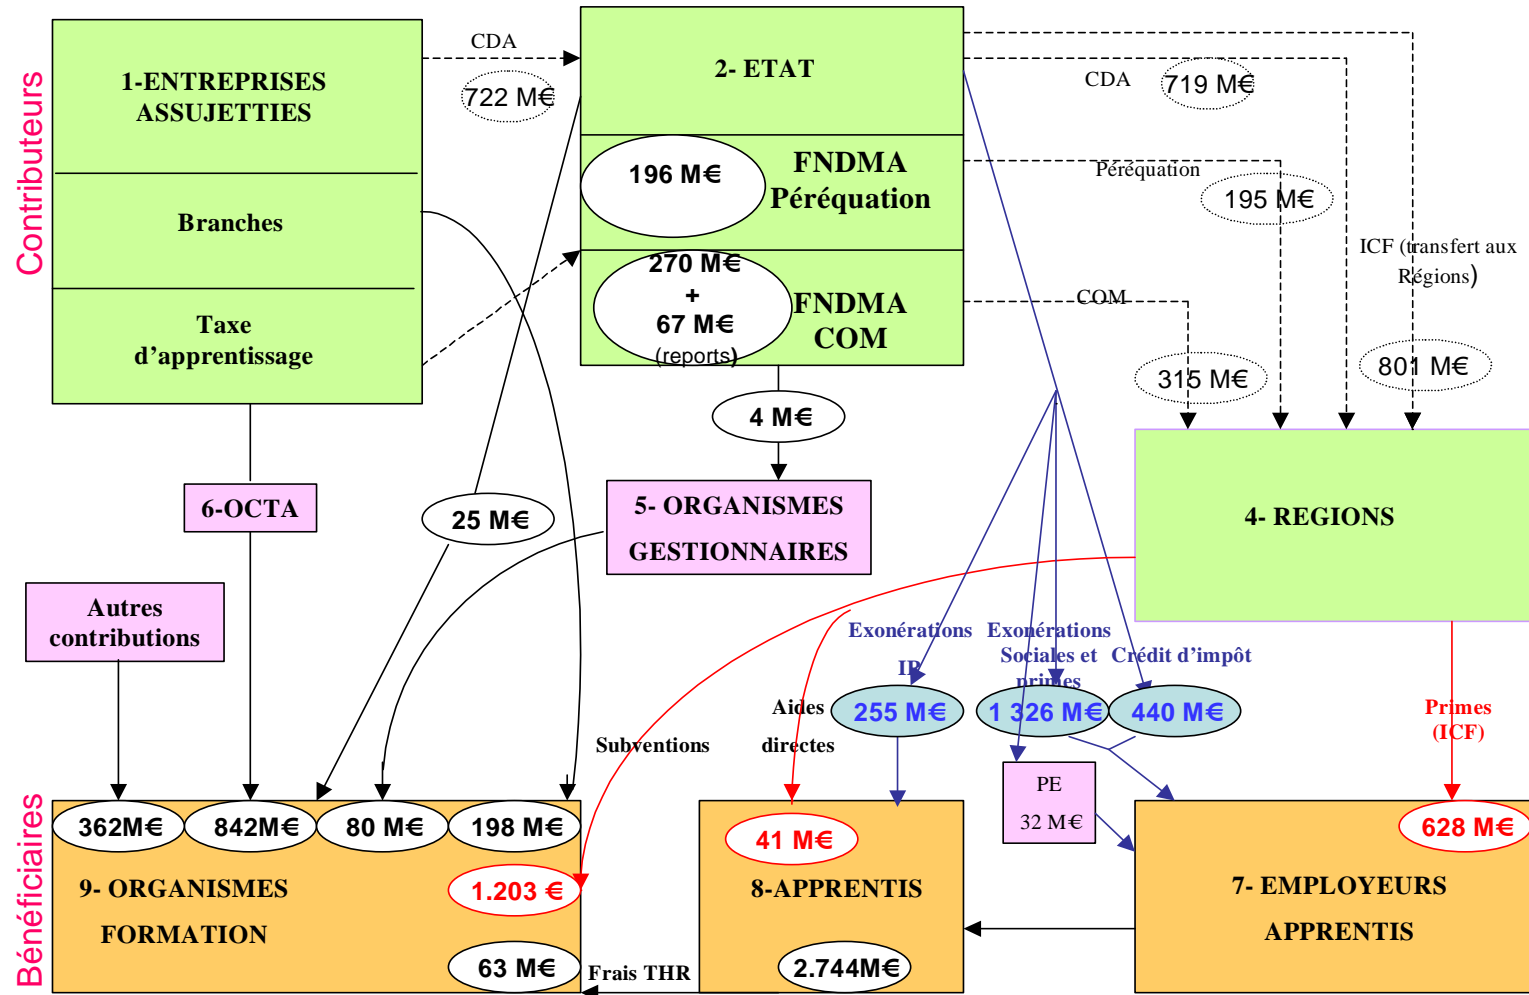 Contributeurs
1-ENTREPRISES
ASSUJETTIES
Branches
Taxe
d’apprentissage
CDA
722 M€
2- ETAT
196 M€
FNDMA
Péréquation
270 M€
+
67 M€
(reports)
FNDMA
COM
CDA
719 M€
Péréquation
195 M€
ICF (transfert aux
Régions)
COM
315 M€
801 M€
4 M€
6-OCTA
25 M€
5- ORGANISMES
GESTIONNAIRES
4- REGIONS
Autres
contributions
Exonérations
IR
Exonérations
Sociales et
primes
Crédit d’impôt
255 M€
1 326 M€
440 M€
Primes
(ICF)
Aides
directes
Subventions
PE
32 M€
Bénéficiaires
362M€
842M€
80 M€
198 M€
1.203 €
9- ORGANISMES
FORMATION
63 M€
Frais THR
41 M€
8-APPRENTIS
2.744M€
628 M€
7- EMPLOYEURS
APPRENTIS